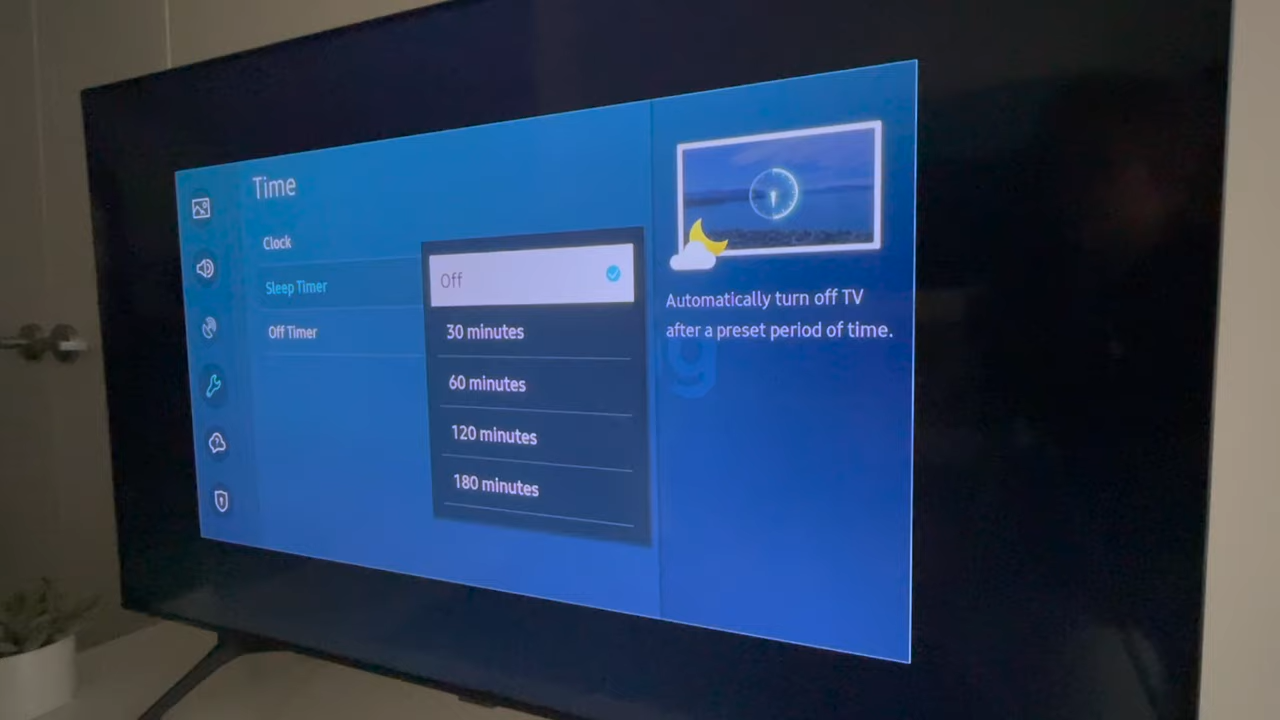 Time
Clock
Sleep Timer
Off Timer
Off
30 minutes
60 minutes
120 minutes
180 minutes
Automatically turn off TV
after a preset period of time.
g